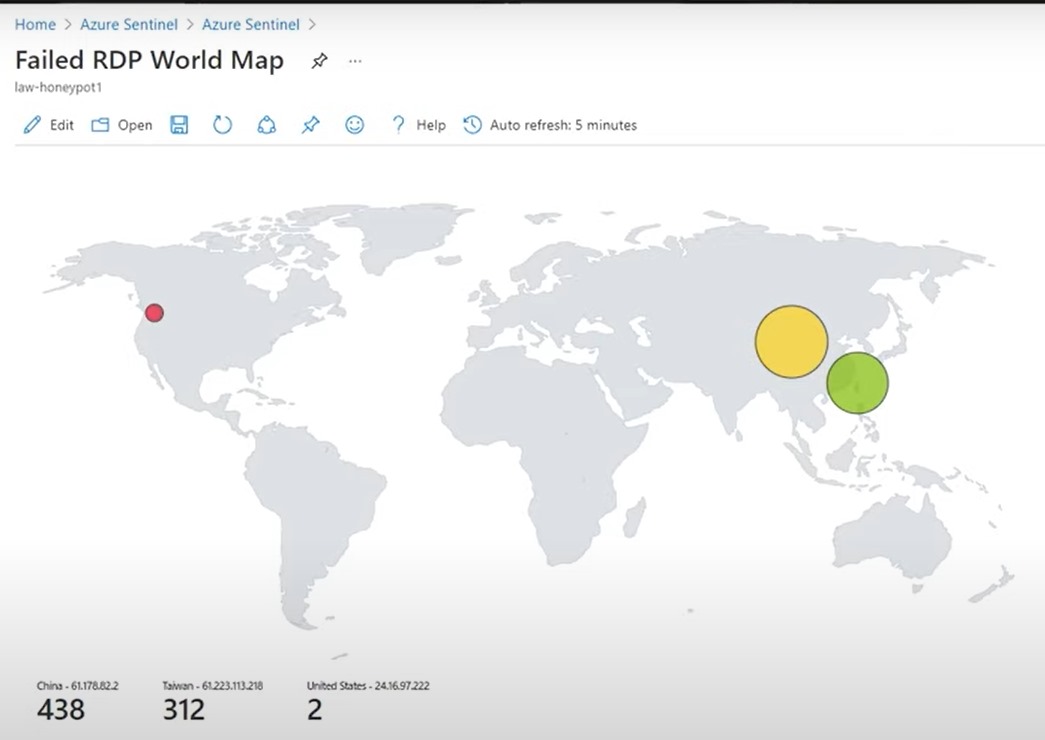 Home > Azure Sentinel > Azure Sentinel >
Failed RDP World Map ...
law-honeypot1
Edit Open ? Help Auto refresh: 5 minutes
China - 61.178.82.2 Taiwan - 61.223.113.218 United States - 24.16.97.222
438 312 2